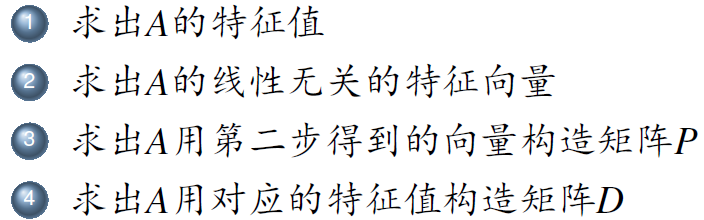 1 求出A的特征值
2 求出A的线性无关的特征向量
3 求出A用第二步得到的向量构造矩阵P
4 求出A用对应的特征值构造矩阵D